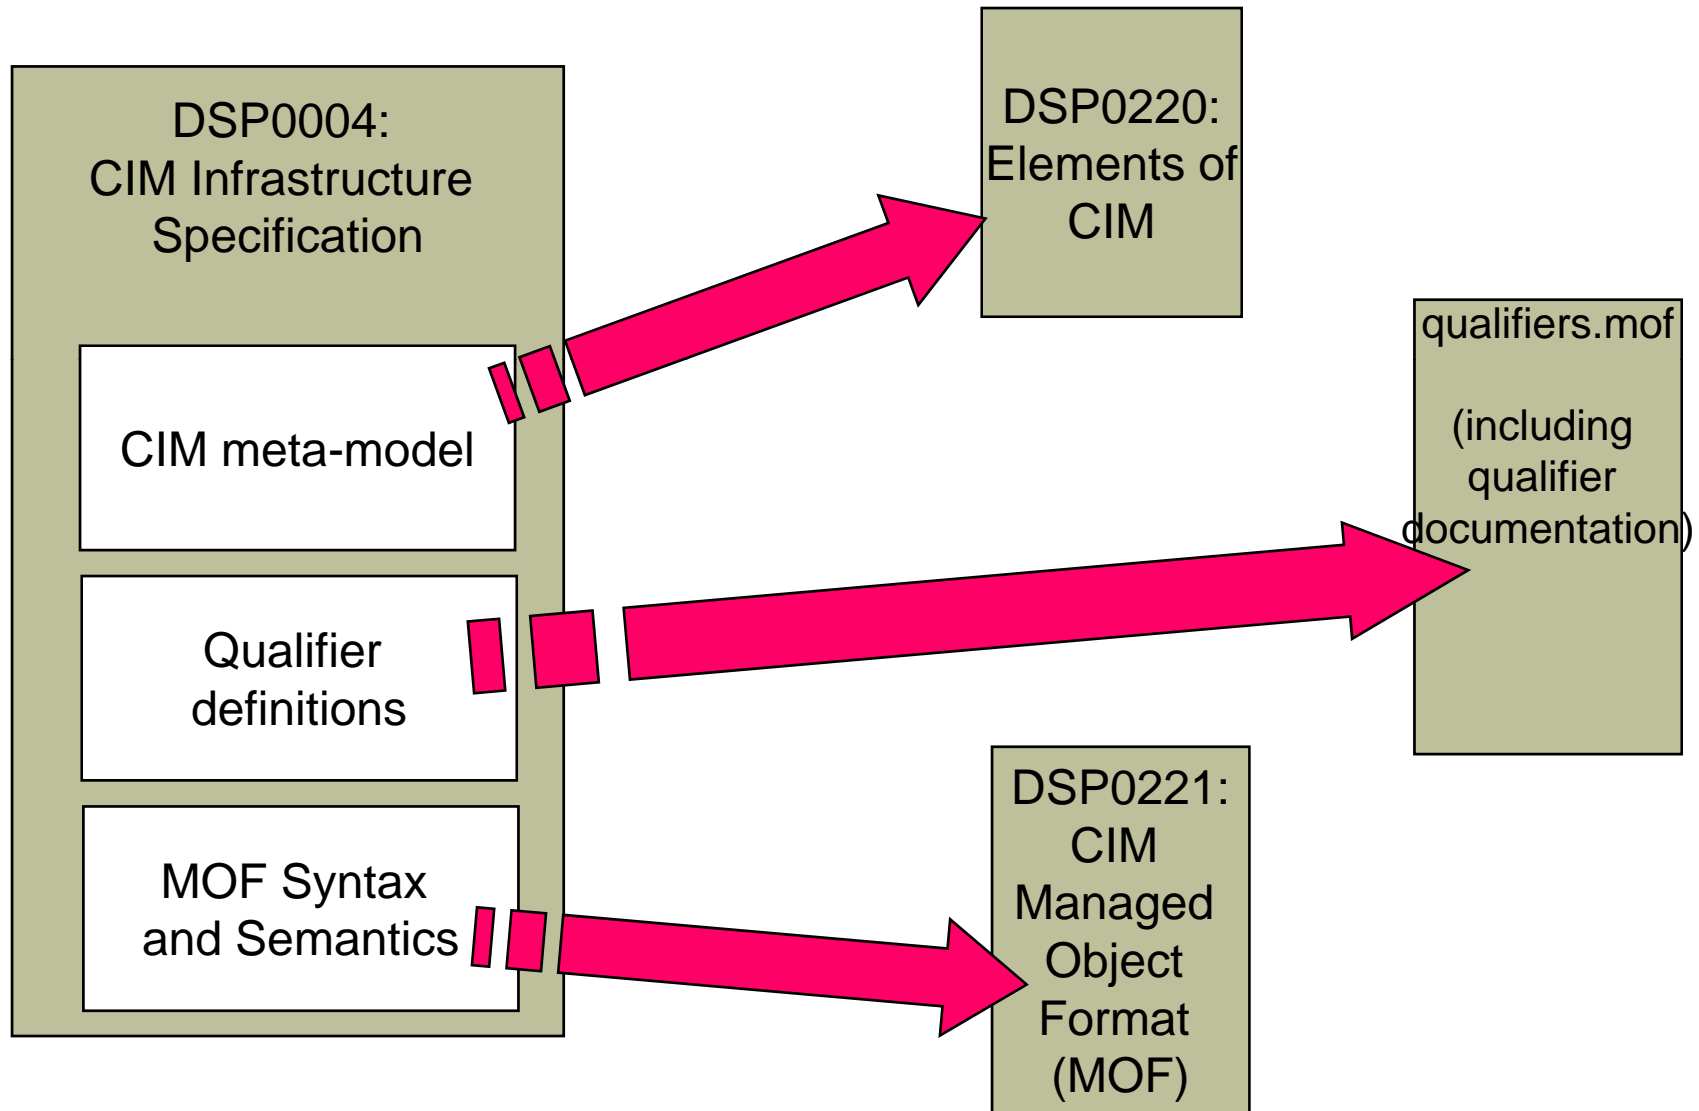 DSP0004:
CIM Infrastructure
Specification
CIM meta-model
Qualifier
definitions
MOF Syntax
and Semantics
DSP0220:
Elements of
CIM
qualifiers.mof
(including
qualifier
documentation)
DSP0221:
CIM
Managed
Object
Format
(MOF)